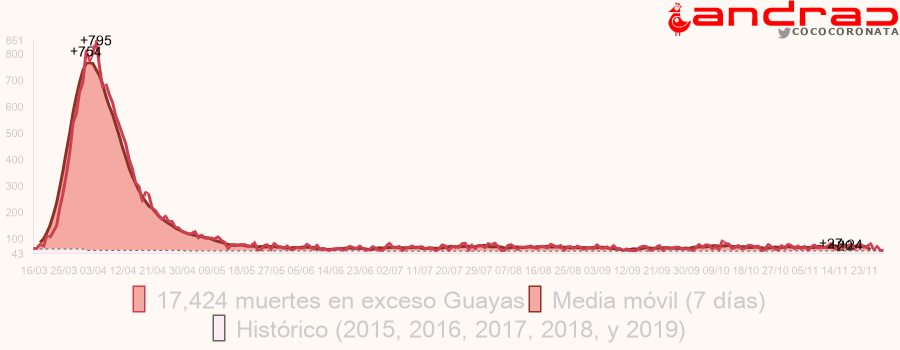 andrac
COCOCORONATA
+795
+754
851
800
700
600
500
400
300
200
100
43
16/03 25/03 03/04 12/04 21/04 30/04 09/05 18/05 27/05 05/06 14/06 23/06 02/07 11/07 20/07 29/07 07/08 16/08 25/08 03/09 12/09 21/09 30/09 09/10 18/10 27/10 05/11 14/11 23/11
17,424 muertes en exceso Guayas Media móvil (7 días)
Histórico (2015, 2016, 2017, 2018, y 2019)